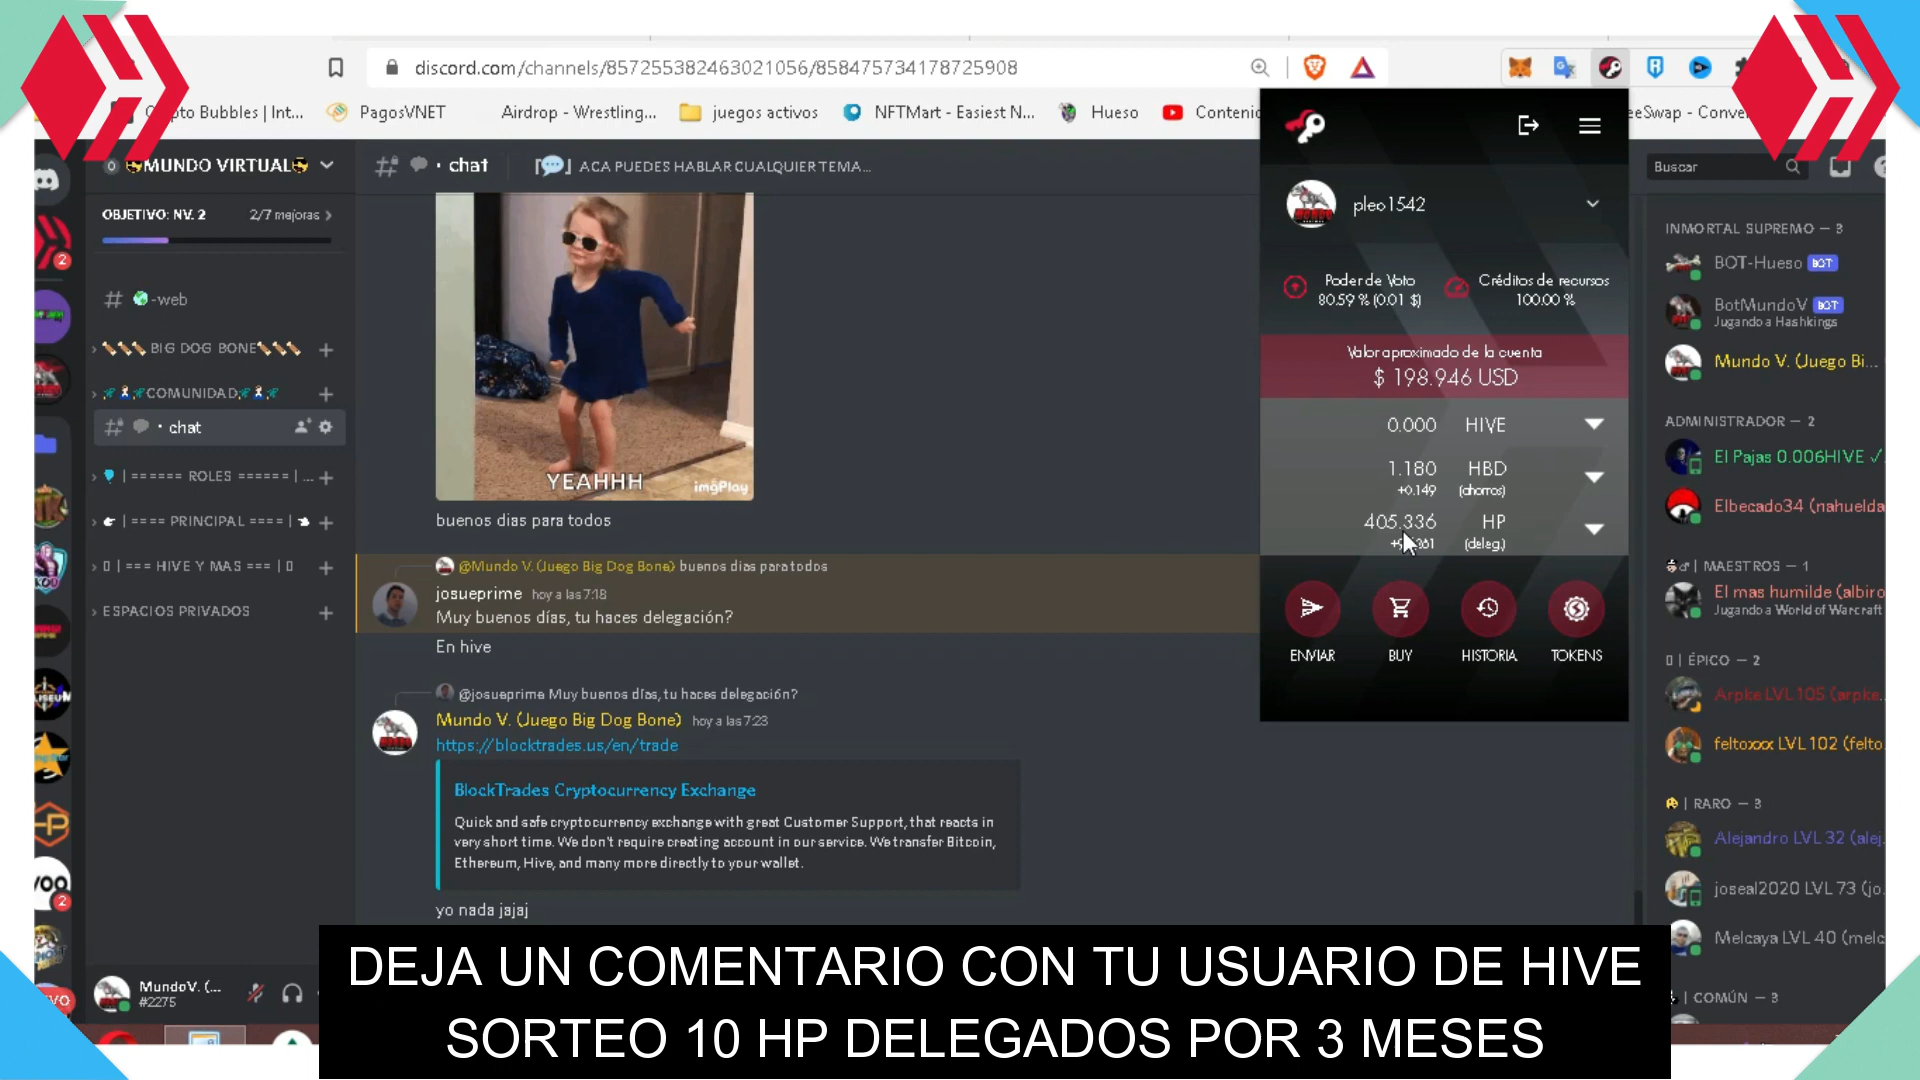 discord.com/channels/857255382463021056/858475734178725908
pto Bubbles | Int...
PagosVNET
Airdrop - Wrestling...
juegos activos
NFTMart - Easiest N...
Hueso
eeSwap - Conve
MUNDO VIRTUAL
• chat
ACA PUEDES HABLAR CUALQUIER TEMA...
Buscar
OBJETIVO: NV. 2
2/7 mejoras
-web
BIG DOG BONE
COMUNIDAD
• chat
| ====== ROLES ====== | ...
| ==== PRINCIPAL ==== |
| === HIVE Y MAS === |
ESPACIOS PRIVADOS
MundoV. (...
#2275
YEAHHH
imgPlay
buenos dias para todos
@Mundo V. (Juego Big Dog Bone) buenos dias para todos
josueprime hoy a las 7:18
Muy buenos días, tu haces delegación?
En hive
@josueprime Muy buenos días, tu haces delegación?
Mundo V. (Juego Big Dog Bone) hoy a las 7:23
https://blocktrades.us/en/trade
BlockTrades Cryptocurrency Exchange
Quick and safe cryptocurrency exchange with great Customer Support, that reacts in
very short time. We don't require creating account in our service. We transfer Bitcoin,
Ethereum, Hive, and many more directly to your wallet.
yo nada jajaj
pleo1542
Poder de Voto
80.59 % (0.01 $)
Créditos de recursos
100.00 %
Valor aproximado de la cuenta
$ 198.946 USD
0.000 HIVE
1.180 HBD
+0.149 (ahorros)
405.336 HP
(deleg.)
ENVIAR
BUY
HISTORIA
TOKENS
INMORTAL SUPREMO — 3
BOT-Hueso BOT
BotMundoV BOT
Jugando a Hashkings
Mundo V. (Juego Bi...
ADMINISTRADOR — 2
El Pajas 0.006HIVE ✓
Elbecado34 (nahuelda
| MAESTROS — 1
El mas humilde (albiro
Jugando a World of Warcraft
| ÉPICO — 2
Arpke LVL 105 (arpke...
feltoxxx LVL 102 (felto
| RARO — 3
Alejandro LVL 32 (alej...
joseal2020 LVL 73 (jo...
Melcaya LVL 40 (melc
| COMÚN — 3
DEJA UN COMENTARIO CON TU USUARIO DE HIVE
SORTEO 10 HP DELEGADOS POR 3 MESES